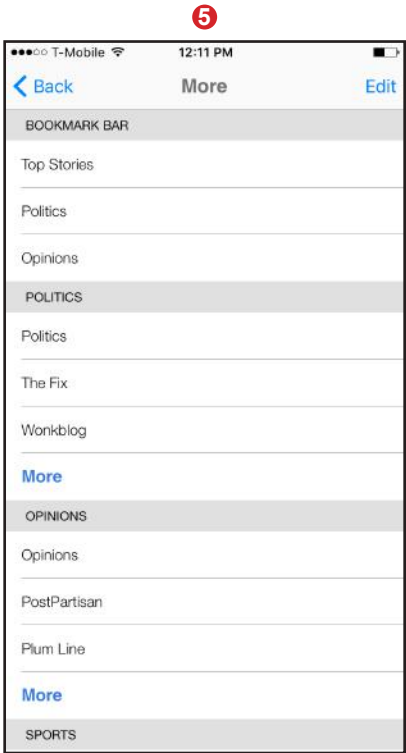 5
T-Mobile 12:11 PM
Back More Edit
BOOKMARK BAR
Top Stories
Politics
Opinions
POLITICS
Politics
The Fix
Wonkblog
More
OPINIONS
Opinions
PostPartisan
Plum Line
More
SPORTS